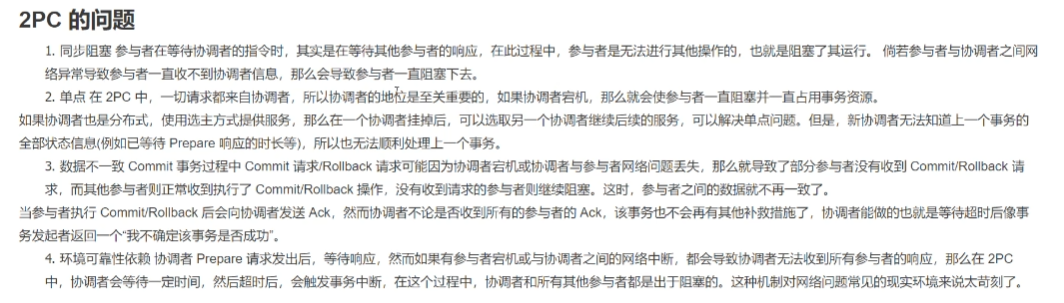 2PC 的问题
1. 同步阻塞 参与者在等待协调者的指令时，其实是在等待其他参与者的响应，在此过程中，参与者是无法进行其他操作的，也就是阻塞了其运行。 倘若参与者与协调者之间网
络异常导致参与者一直收不到协调者信息，那么会导致参与者一直阻塞下去。
2. 单点 在 2PC 中，一切请求都来自协调者，所以协调者的地位是至关重要的，如果协调者宕机，那么就会使参与者一直阻塞并一直占用事务资源。
如果协调者也是分布式，使用选主方式提供服务，那么在一个协调者挂掉后，可以选取另一个协调者继续后续的服务，可以解决单点问题。但是，新协调者无法知道上一个事务的
全部状态信息(例如已等待 Prepare 响应的时长等)，所以也无法顺利处理上一个事务。
3. 数据不一致 Commit 事务过程中 Commit 请求/Rollback 请求可能因为协调者宕机或协调者与参与者网络问题丢失，那么就导致了部分参与者没有收到 Commit/Rollback 请
求，而其他参与者则正常收到执行了 Commit/Rollback 操作，没有收到请求的参与者则继续阻塞。这时，参与者之间的数据就不再一致了。
当参与者执行 Commit/Rollback 后会向协调者发送 Ack，然而协调者不论是否收到所有的参与者的 Ack，该事务也不会再有其他补救措施了，协调者能做的也就是等待超时后像事
务发起者返回一个“我不确定该事务是否成功”。
4. 环境可靠性依赖 协调者 Prepare 请求发出后，等待响应，然而如果有参与者宕机或与协调者之间的网络中断，都会导致协调者无法收到所有参与者的响应，那么在 2PC
中，协调者会等待一定时间，然后超时后，会触发事务中断，在这个过程中，协调者和所有其他参与者都是出于阻塞的。这种机制对网络问题常见的现实环境来说太苛刻了。